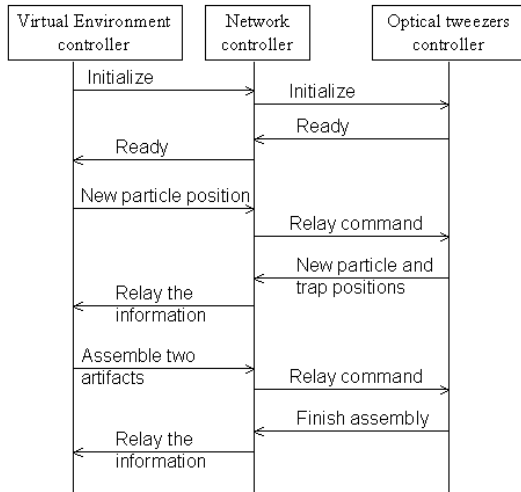 Virtual Environment
controller
Network
controller
Optical tweezers
controller
Initialize
Initialize
Ready
Ready
New particle position
Relay command
New particle and
trap positions
Relay the
information
Assemble two
artifacts
Relay command
Finish assembly
Relay the
information